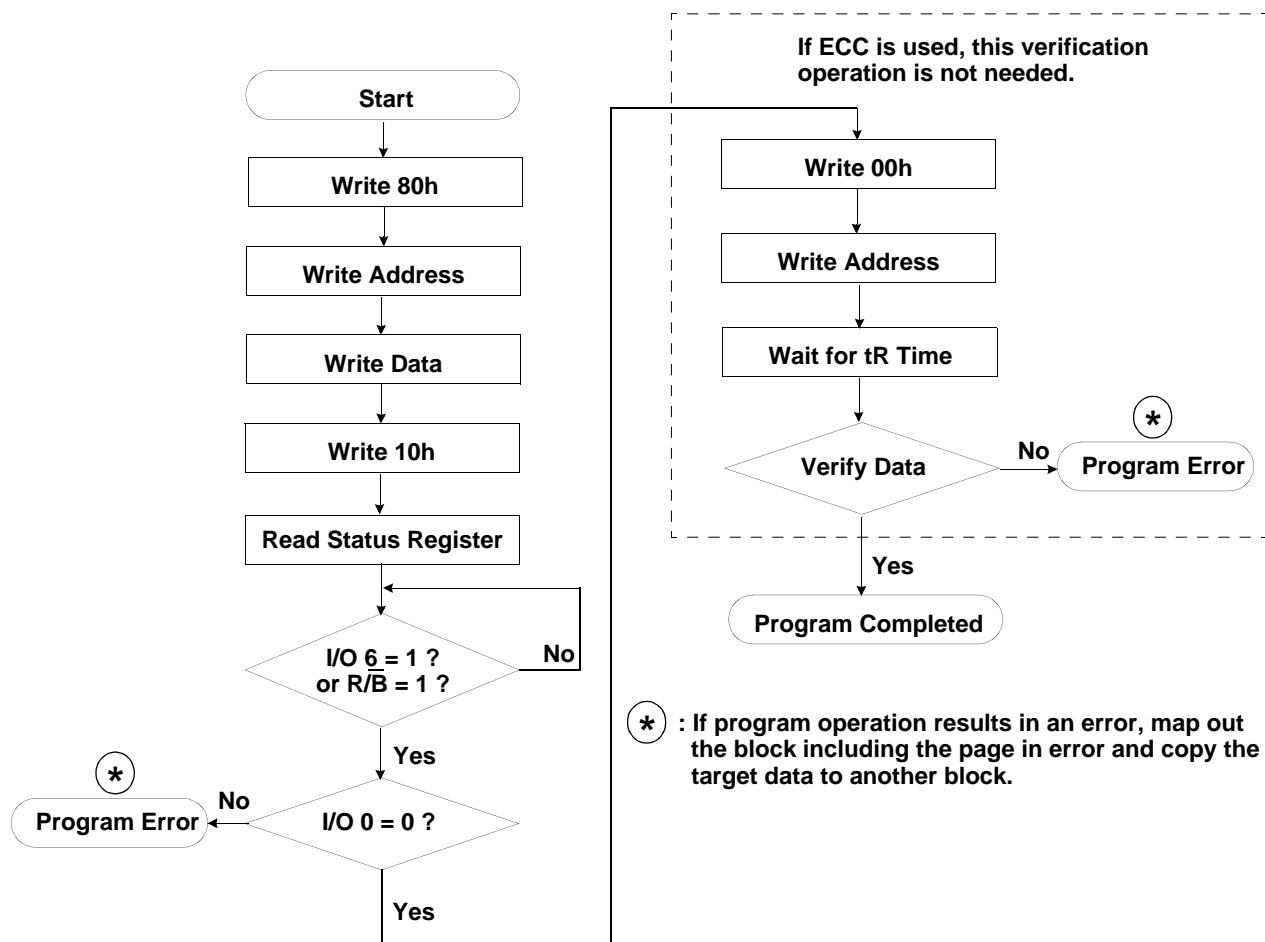 Start
Write 80h
Write Address
Write Data
Write 10h
Read Status Register
I/O 6 = 1 ?
or R/B̅ = 1 ?
No
Yes
*
No
Program Error
I/O 0 = 0 ?
Yes
If ECC is used, this verification
operation is not needed.
Write 00h
Write Address
Wait for tR Time
Verify Data
No
*
Program Error
Yes
Program Completed
* : If program operation results in an error, map out
the block including the page in error and copy the
target data to another block.